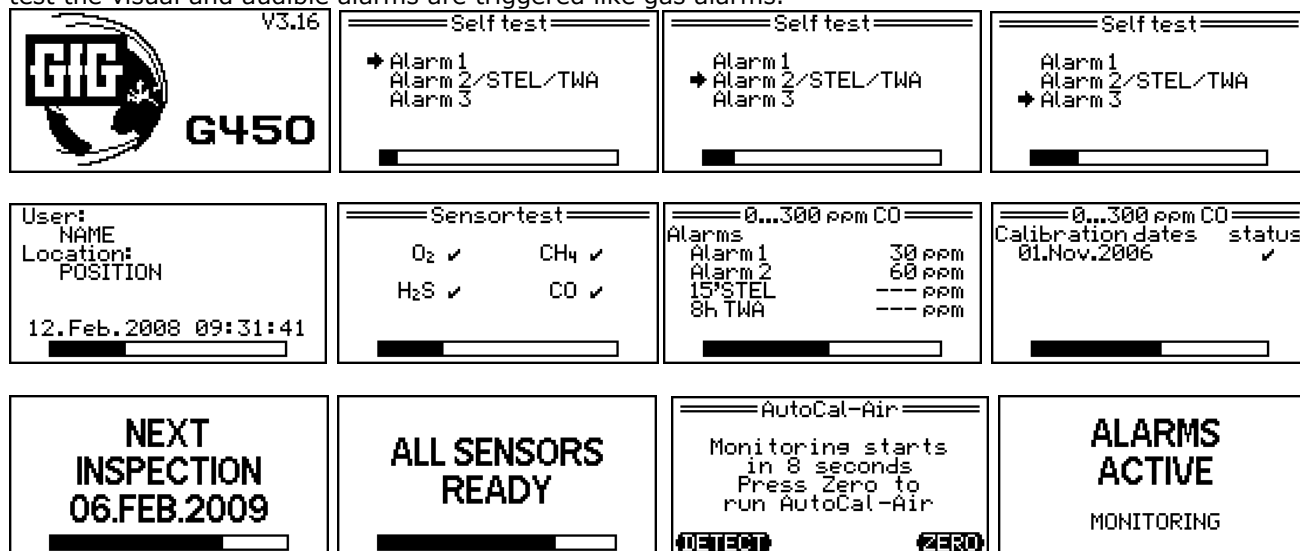 test the visual and audible alarms are triggered like gas alarms.
V3.16
GfG
G450
Self test
Alarm 1
Alarm 2/STEL/TWA
Alarm 3
Self test
Alarm 1
Alarm 2/STEL/TWA
Alarm 3
Self test
Alarm 1
Alarm 2/STEL/TWA
Alarm 3
User:
NAME
Location:
POSITION
12.Feb.2008 09:31:41
Sensortest
O₂ ✔ CH₄ ✔
H₂S ✔ CO ✔
0...300 ppm CO
Alarms
Alarm 1 30 ppm
Alarm 2 60 ppm
15'STEL --- ppm
8h TWA --- ppm
0...300 ppm CO
Calibration dates status
01.Nov.2006 ✔
NEXT
INSPECTION
06.FEB.2009
ALL SENSORS
READY
AutoCal-Air
Monitoring starts
in 8 seconds
Press Zero to
run AutoCal-Air
DETECT ZERO
ALARMS
ACTIVE
MONITORING